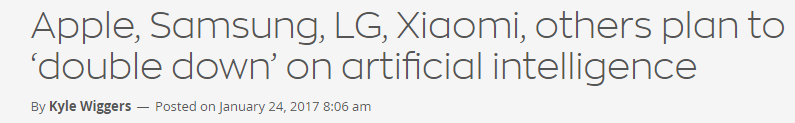 Apple, Samsung, LG, Xiaomi, others plan to
‘double down’ on artificial intelligence
By Kyle Wiggers — Posted on January 24, 2017 8:06 am